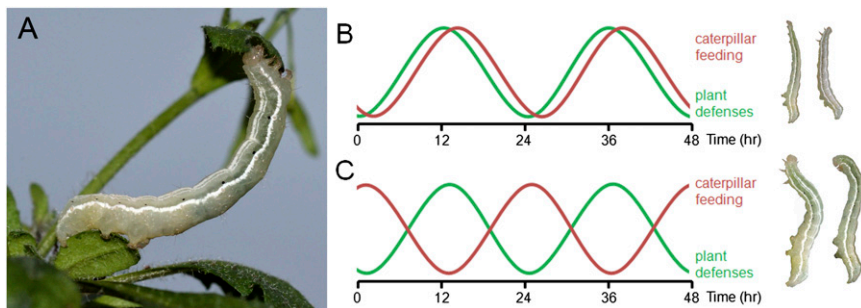 A
B
caterpillar
feeding
plant
defenses
0 12 24 36 48 Time (hr)
C
caterpillar
feeding
plant
defenses
0 12 24 36 48 Time (hr)